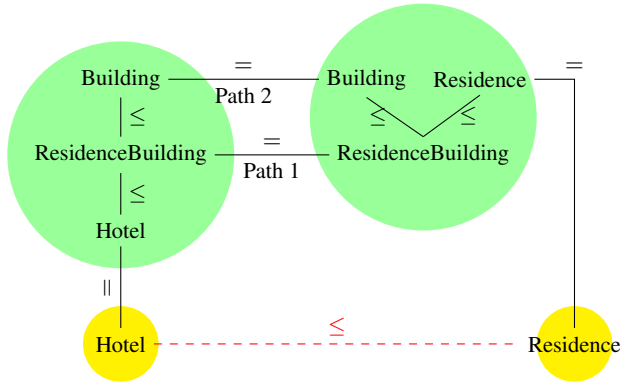 =
=
Building
Building
Residence
Path 2
≤
≤
≤
=
ResidenceBuilding
ResidenceBuilding
Path 1
≤
Hotel
=
≤
Hotel
Residence